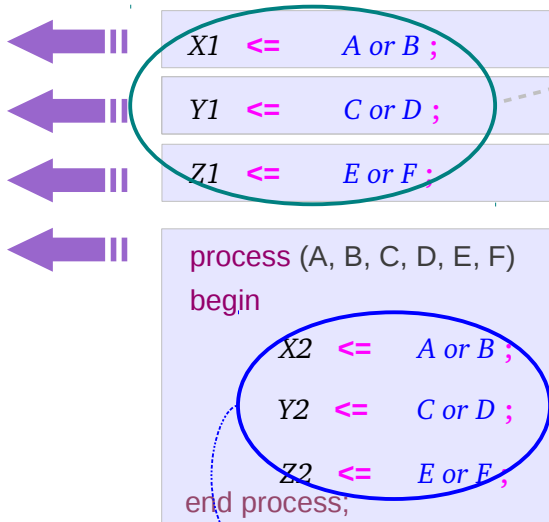 X1 <= A or B ;
Y1 <= C or D ;
Z1 <= E or F ;
process (A, B, C, D, E, F)
begin
X2 <= A or B ;
Y2 <= C or D ;
Z2 <= E or F ;
end process;